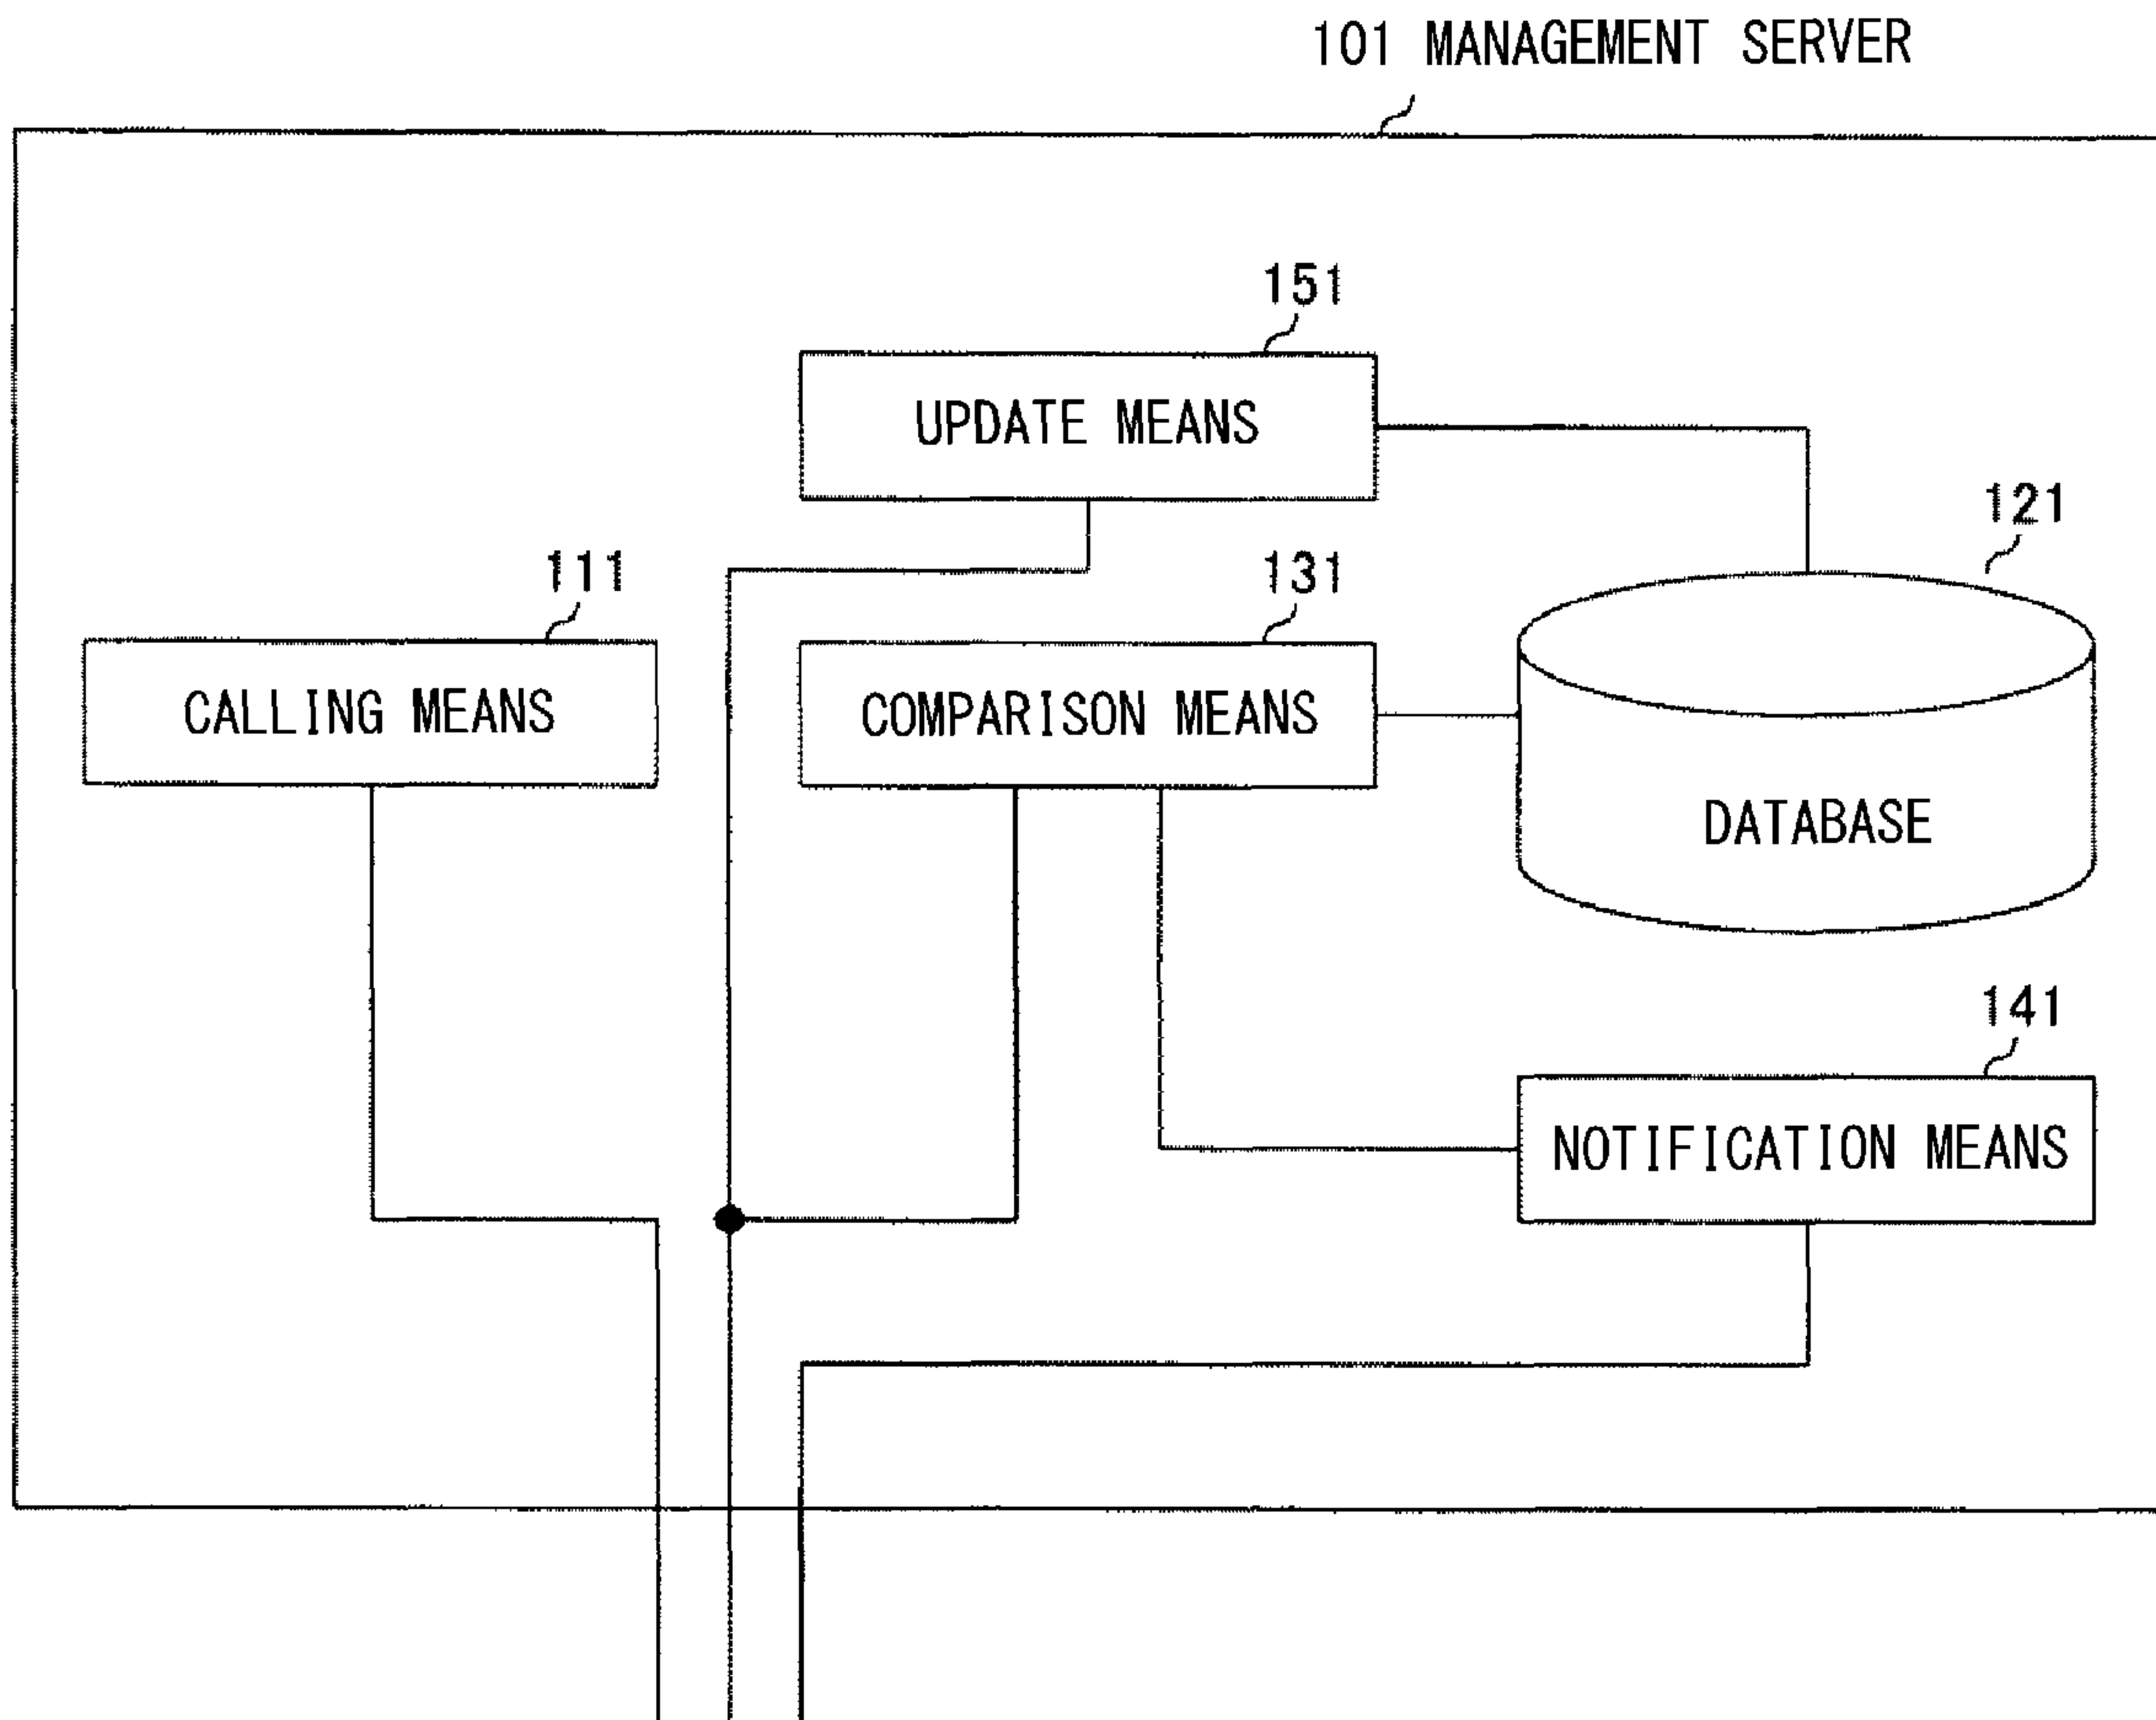 101 MANAGEMENT SERVER
151
UPDATE MEANS
121
111
131
CALLING MEANS
COMPARISON MEANS
DATABASE
141
NOTIFICATION MEANS